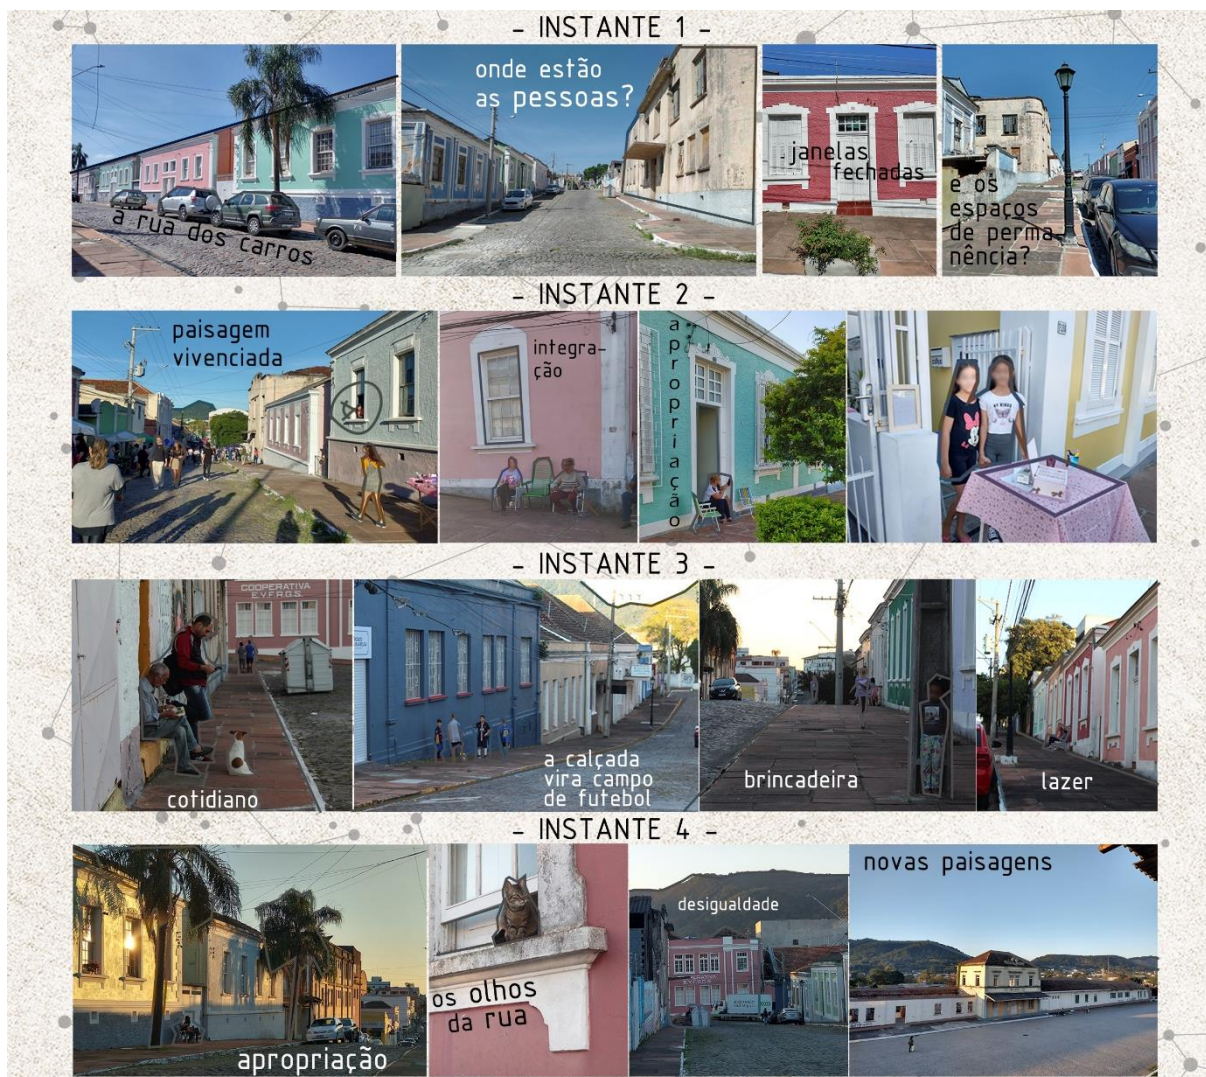 - INSTANTE 1 -
a rua dos carros
onde estão
as pessoas?
janelas
fechadas
e os
espaços
de perma-
nência?
- INSTANTE 2 -
paisagem
vivenciada
integra-
ção
apropriação
- INSTANTE 3 -
COOPERATIVA
E.V.F.R.G.S.
cotidiano
a calçada
vira campo
de futebol
brincadeira
lazer
- INSTANTE 4 -
apropriação
os olhos
da rua
desigualdade
novas paisagens